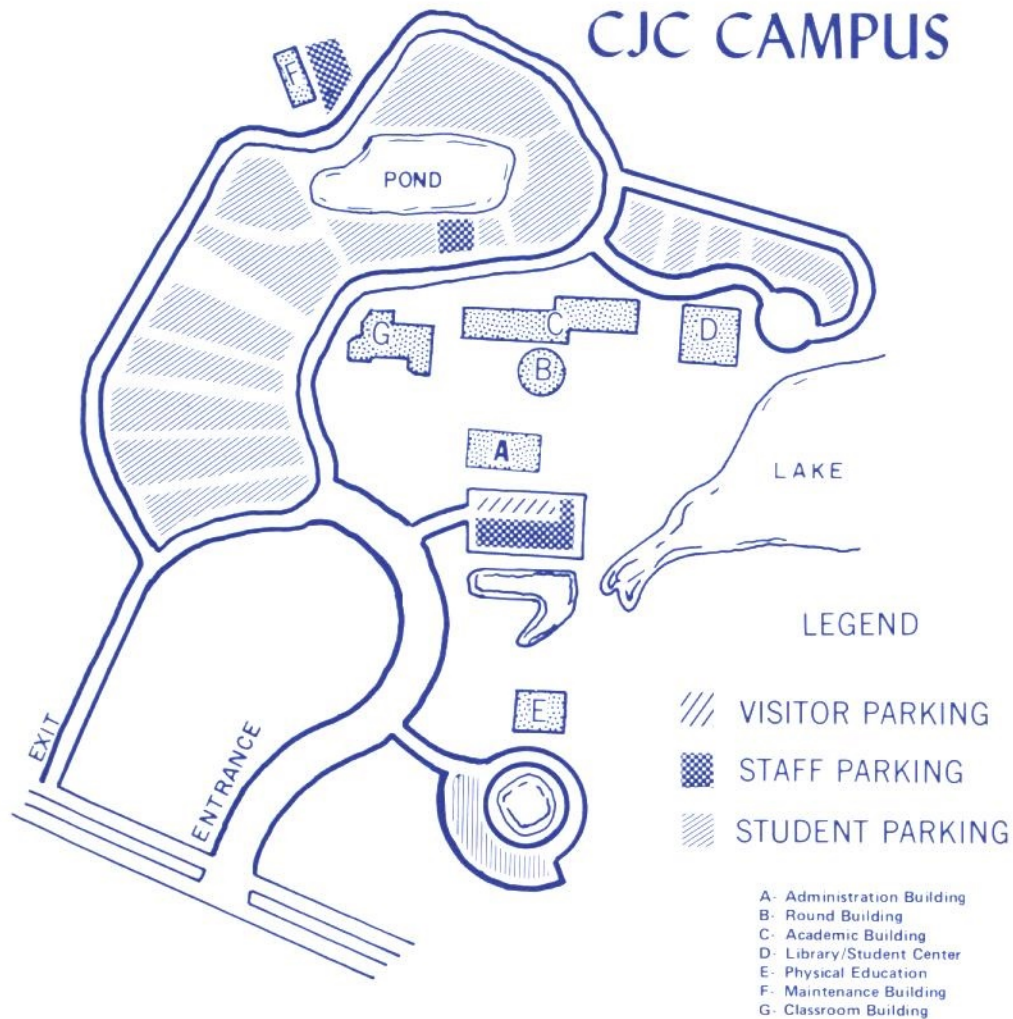 CJC CAMPUS
F
POND
G
C
D
B
A
LAKE
LEGEND
E
VISITOR PARKING
STAFF PARKING
STUDENT PARKING
EXIT
ENTRANCE
A- Administration Building
B- Round Building
C- Academic Building
D- Library/Student Center
E- Physical Education
F- Maintenance Building
G- Classroom Building